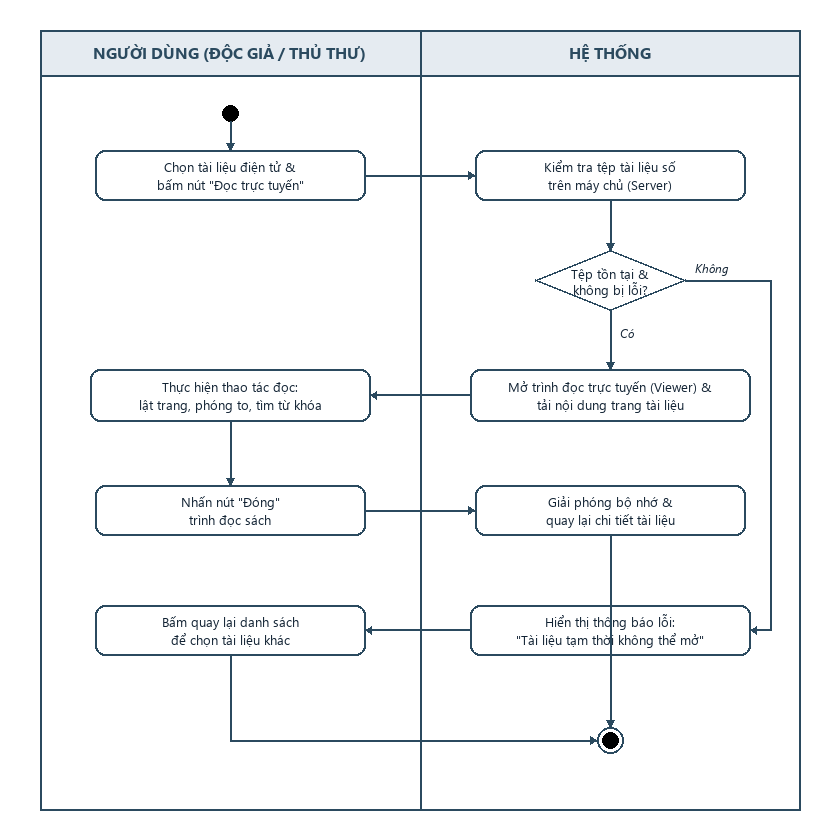 NGƯỜI DÙNG (ĐỘC GIẢ / THỦ THƯ)
HỆ THỐNG
Chọn tài liệu điện tử &
bấm nút "Đọc trực tuyến"
Kiểm tra tệp tài liệu số
trên máy chủ (Server)
Tệp tồn tại &
không bị lỗi?
Không
Có
Thực hiện thao tác đọc:
lật trang, phóng to, tìm từ khóa
Mở trình đọc trực tuyến (Viewer) &
tải nội dung trang tài liệu
Nhấn nút "Đóng"
trình đọc sách
Giải phóng bộ nhớ &
quay lại chi tiết tài liệu
Bấm quay lại danh sách
để chọn tài liệu khác
Hiển thị thông báo lỗi:
"Tài liệu tạm thời không thể mở"